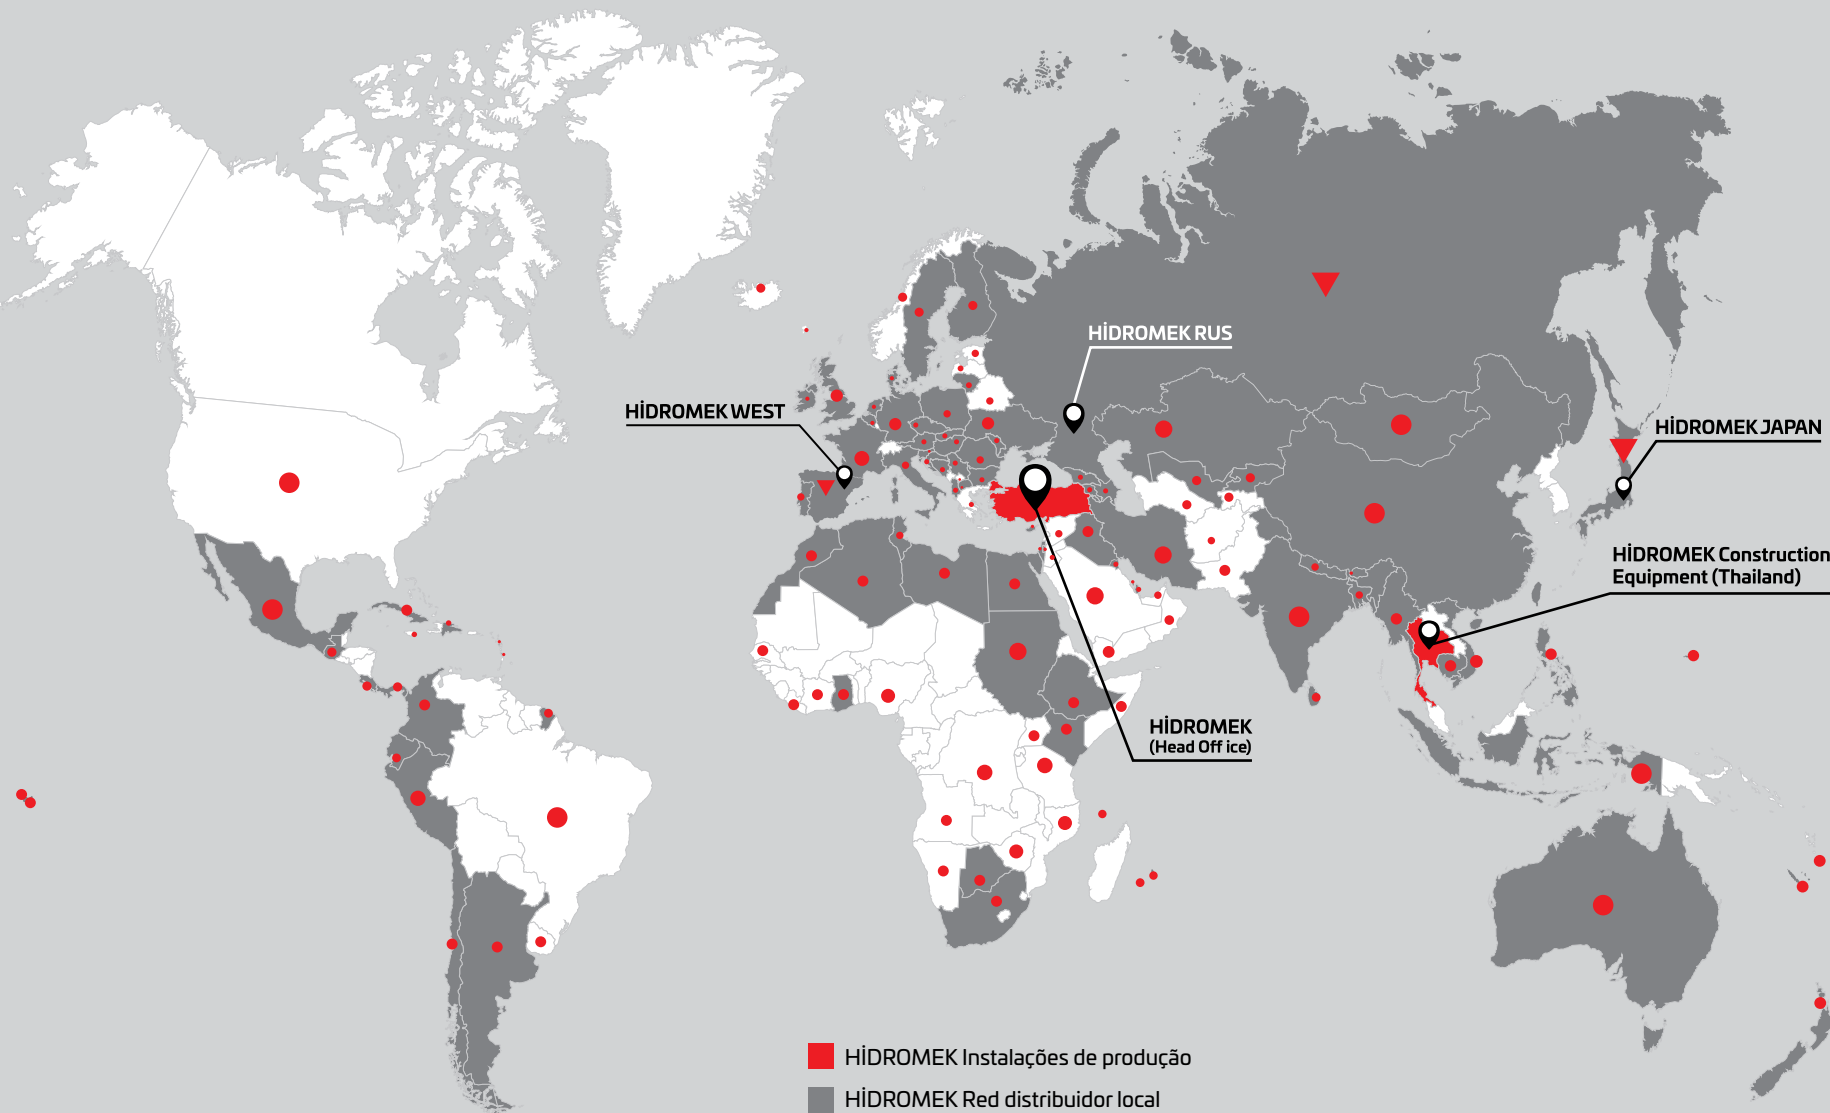 HİDROMEK RUS
HİDROMEK WEST
HİDROMEK JAPAN
HİDROMEK Construction
Equipment (Thailand)
HİDROMEK
(Head Off ice)
HİDROMEK Instalações de produção
HİDROMEK Red distribuidor local